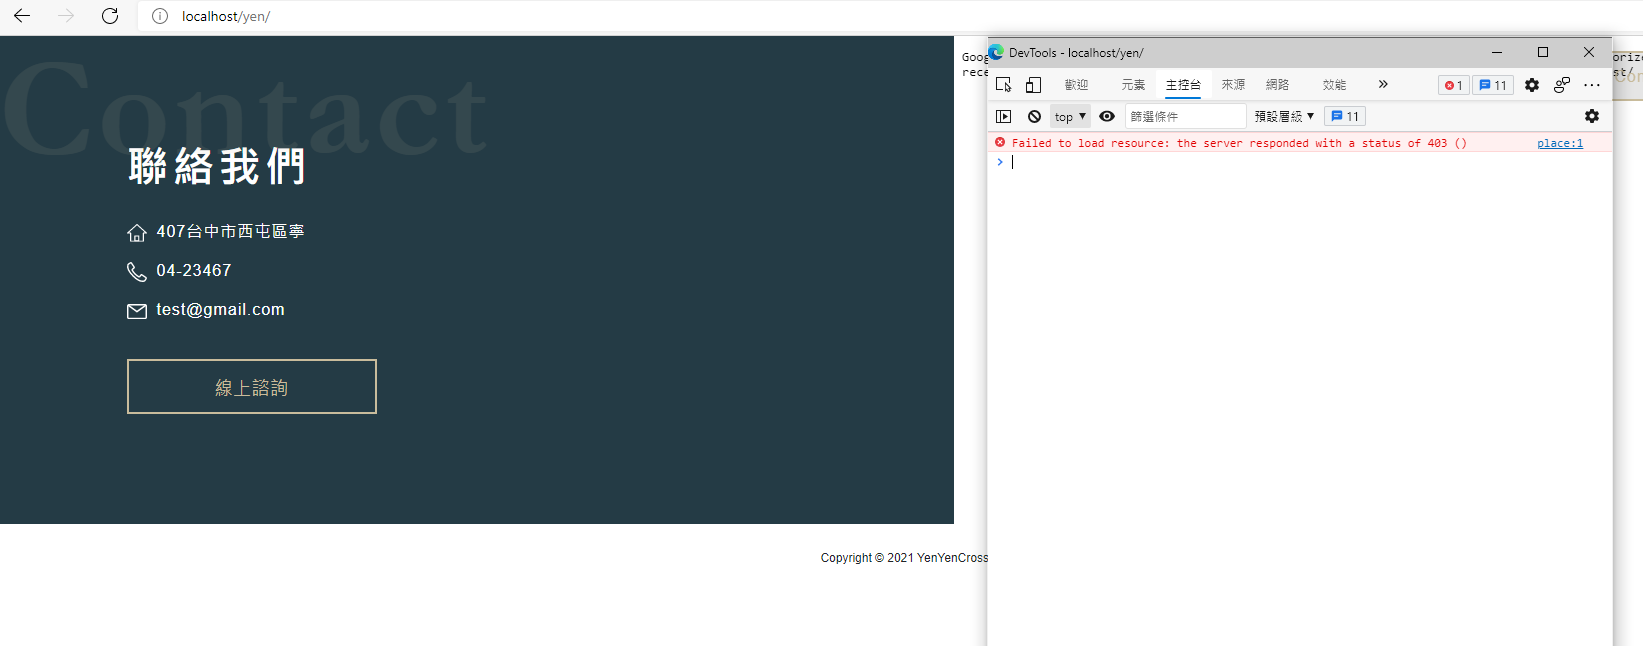 localhost/yen/
Contact
聯絡我們
407台中市西屯區寧
04-23467
test@gmail.com
線上諮詢
Copyright © 2021 YenYenCross
Goog
rece
DevTools - localhost/yen/
歡迎 元素 主控台 來源 網路 效能 » 1 11
top ▼ 篩選條件 預設層級 ▼ 11
Failed to load resource: the server responded with a status of 403 () place:1
>
orize
st/
Con